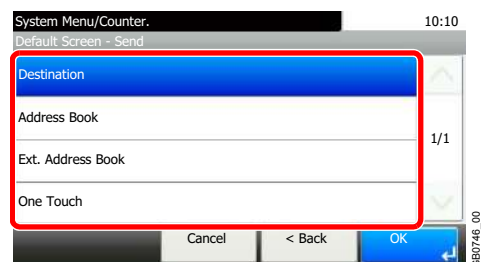 System Menu/Counter. 10:10
Default Screen - Send
Destination
Address Book
1/1
Ext. Address Book
One Touch
Cancel < Back OK
B0746_00